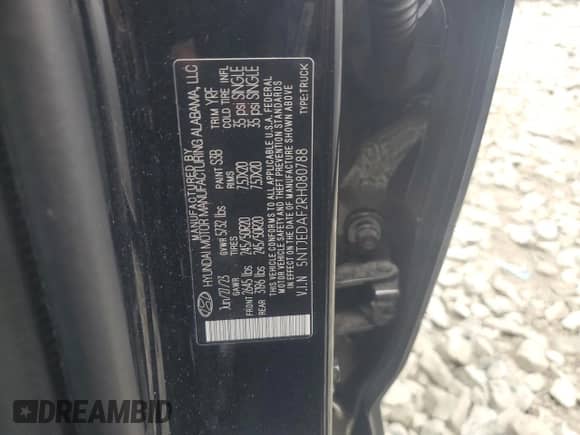 MANUFACTURED BY
HYUNDAI MOTOR MANUFACTURING ALABAMA, LLC
Jun/27/23 GVWR 5732 lbs PAINT S3B TRIM YRF
GAWR TIRES RIMS COLD TIRE INFL
FRONT 2645 lbs 245/50R20 7.5JX20 35 psi SINGLE
REAR 3376 lbs 245/50R20 7.5JX20 35 psi SINGLE
THIS VEHICLE CONFORMS TO ALL APPLICABLE U.S.A. FEDERAL
MOTOR VEHICLE SAFETY AND THEFT PREVENTION STANDARDS
IN EFFECT ON THE DATE OF MANUFACTURE SHOWN ABOVE
V.I.N 5NTJEDAF2RH080788 TYPE:TRUCK
DREAMBID